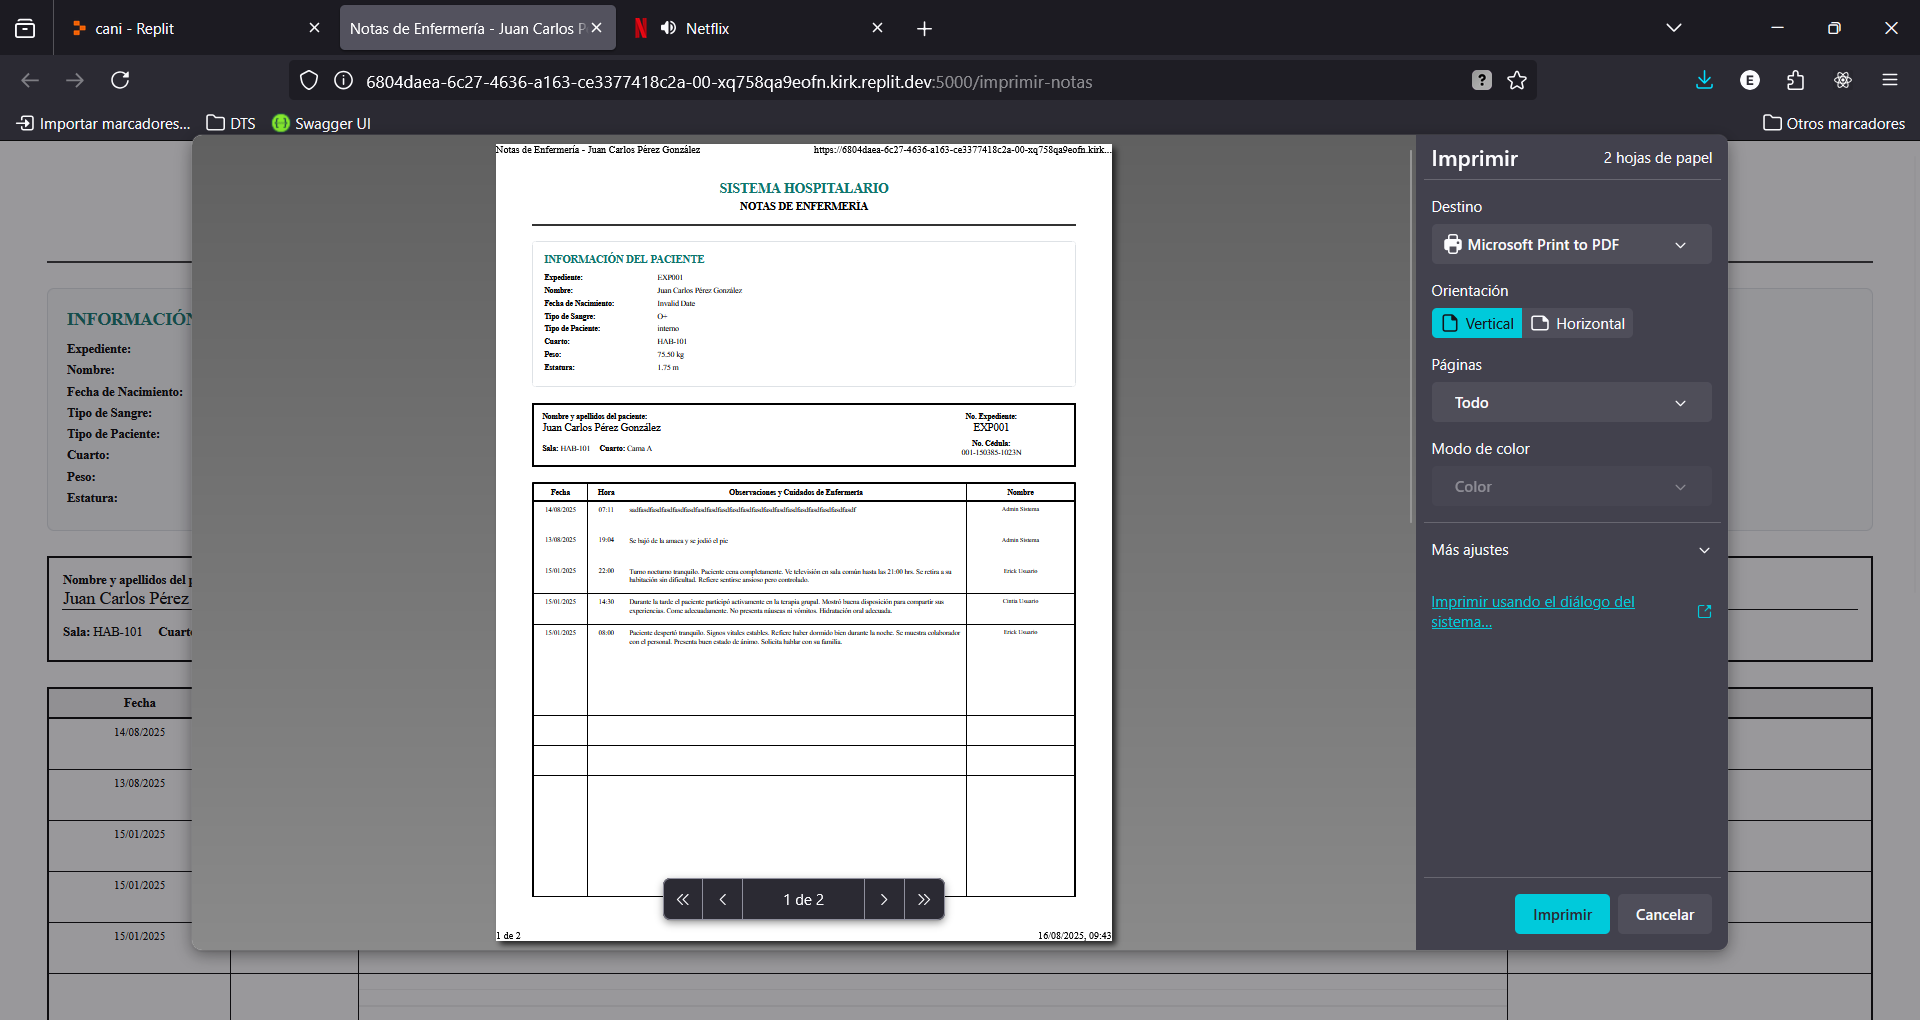 cani - Replit
Notas de Enfermería - Juan Carlos P
Netflix
6804daea-6c27-4636-a163-ce3377418c2a-00-xq758qa9eofn.kirk.replit.dev:5000/imprimir-notas
Importar marcadores...
DTS
Swagger UI
Otros marcadores
INFORMACIÓN
Expediente:
Nombre:
Fecha de Nacimiento:
Tipo de Sangre:
Tipo de Paciente:
Cuarto:
Peso:
Estatura:
Nombre y apellidos del p
Juan Carlos Pérez
Sala: HAB-101 Cuart
Fecha
14/08/2025
13/08/2025
15/01/2025
15/01/2025
15/01/2025
Notas de Enfermería - Juan Carlos Pérez González
https://6804daea-6c27-4636-a163-ce3377418c2a-00-xq758qa9eofn.kirk...
SISTEMA HOSPITALARIO
NOTAS DE ENFERMERÍA
INFORMACIÓN DEL PACIENTE
Expediente: EXP001
Nombre: Juan Carlos Pérez González
Fecha de Nacimiento: Invalid Date
Tipo de Sangre: O+
Tipo de Paciente: interno
Cuarto: HAB-101
Peso: 75.50 kg
Estatura: 1.75 m
Nombre y apellidos del paciente:
Juan Carlos Pérez González
Sala: HAB-101 Cuarto: Cama A
No. Expediente:
EXP001
No. Cédula:
001-150385-1023N
Fecha Hora Observaciones y Cuidados de Enfermería Nombre
14/08/2025 07:11 Admin Sistema
13/08/2025 19:04 Se bajó de la amaca y se jodió el pie Admin Sistema
15/01/2025 22:00 Turno nocturno tranquilo. Paciente cena completamente. Ve televisión en sala común hasta las 21:00 hrs. Se retira a su Erick Usuario
habitación sin dificultad. Refiere sentirse ansioso pero controlado.
15/01/2025 14:30 Durante la tarde el paciente participó activamente en la terapia grupal. Mostró buena disposición para compartir sus Cintia Usuario
experiencias. Come adecuadamente. No presenta náuseas ni vómitos. Hidratación oral adecuada.
15/01/2025 08:00 Paciente despertó tranquilo. Signos vitales estables. Refiere haber dormido bien durante la noche. Se muestra colaborador Erick Usuario
con el personal. Presenta buen estado de ánimo. Solicita hablar con su familia.
1 de 2
1 de 2
16/08/2025, 09:43
Imprimir
2 hojas de papel
Destino
Microsoft Print to PDF
Orientación
Vertical
Horizontal
Páginas
Todo
Modo de color
Color
Más ajustes
Imprimir usando el diálogo del
sistema...
Imprimir
Cancelar